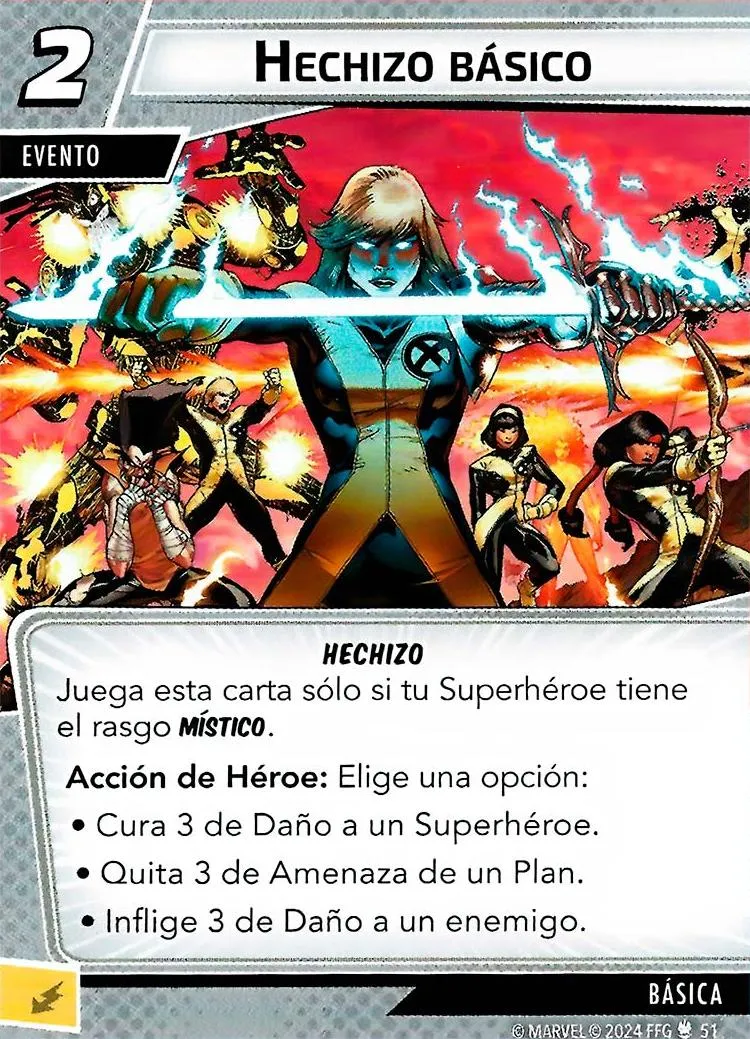 2
HECHIZO BÁSICO
EVENTO
HECHIZO
Juega esta carta sólo si tu Superhéroe tiene
el rasgo MÍSTICO.
Acción de Héroe: Elige una opción:
• Cura 3 de Daño a un Superhéroe.
• Quita 3 de Amenaza de un Plan.
• Inflige 3 de Daño a un enemigo.
BÁSICA
© MARVEL © 2024 FFG 51